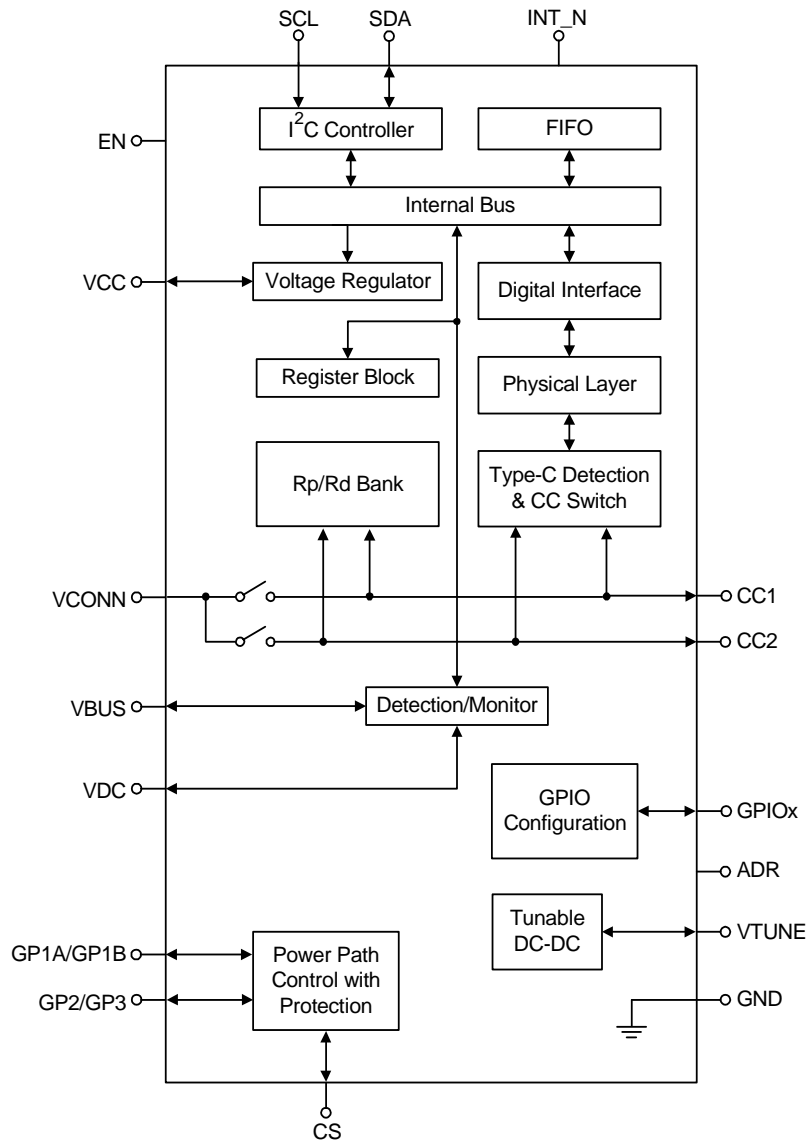 SCL
SDA
INT_N
EN
I2C Controller
FIFO
Internal Bus
VCC
Voltage Regulator
Digital Interface
Register Block
Physical Layer
Rp/Rd Bank
Type-C Detection
& CC Switch
VCONN
CC1
CC2
VBUS
Detection/Monitor
VDC
GPIO
Configuration
GPIOx
ADR
Tunable
DC-DC
VTUNE
GP1A/GP1B
GP2/GP3
Power Path
Control with
Protection
GND
CS